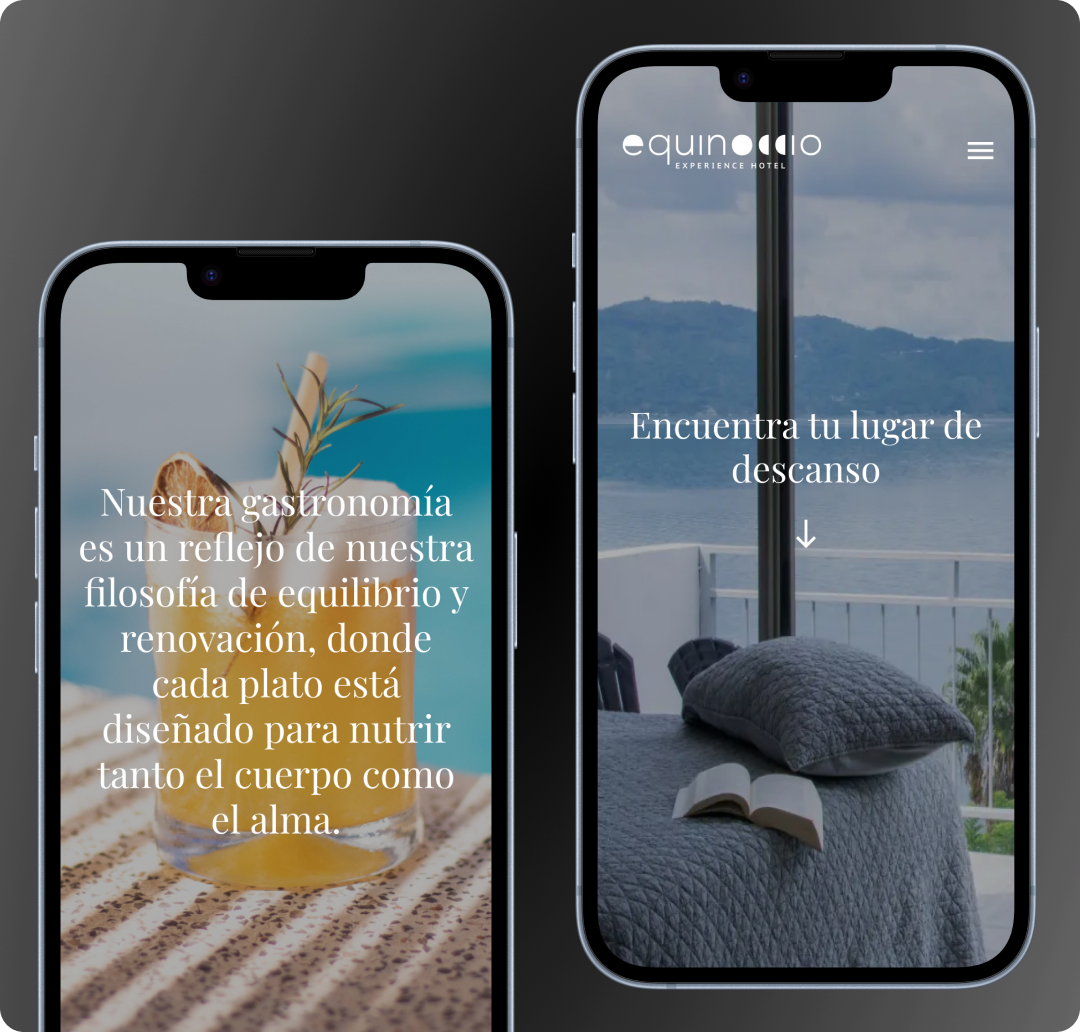 equinoccio
EXPERIENCE HOTEL
Encuentra tu lugar de
descanso
Nuestra gastronomía
es un reflejo de nuestra
filosofía de equilibrio y
renovación, donde
cada plato está
diseñado para nutrir
tanto el cuerpo como
el alma.